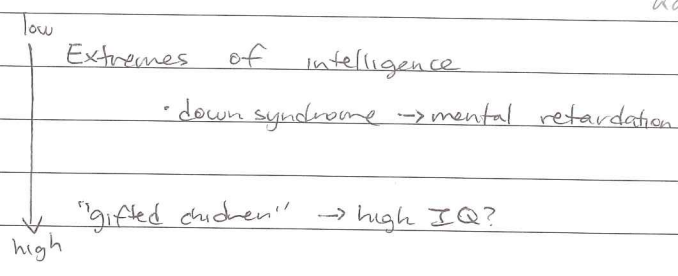 low
Extremes of intelligence
· down syndrome → mental retardation
"gifted chidren" → high IQ?
high